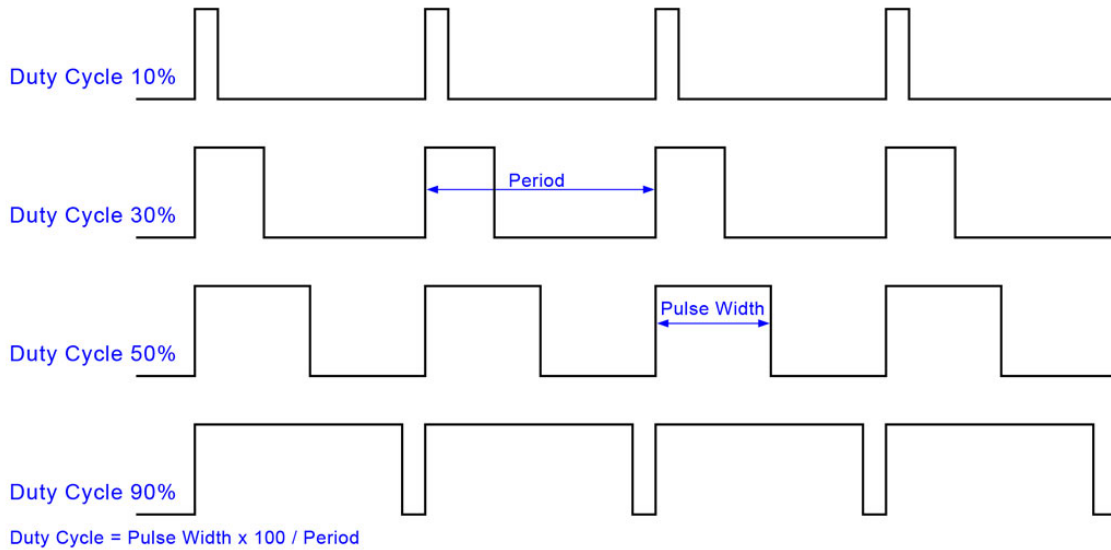 Duty Cycle 10%
Period
Duty Cycle 30%
Pulse Width
Duty Cycle 50%
Duty Cycle 90%
Duty Cycle = Pulse Width x 100 / Period